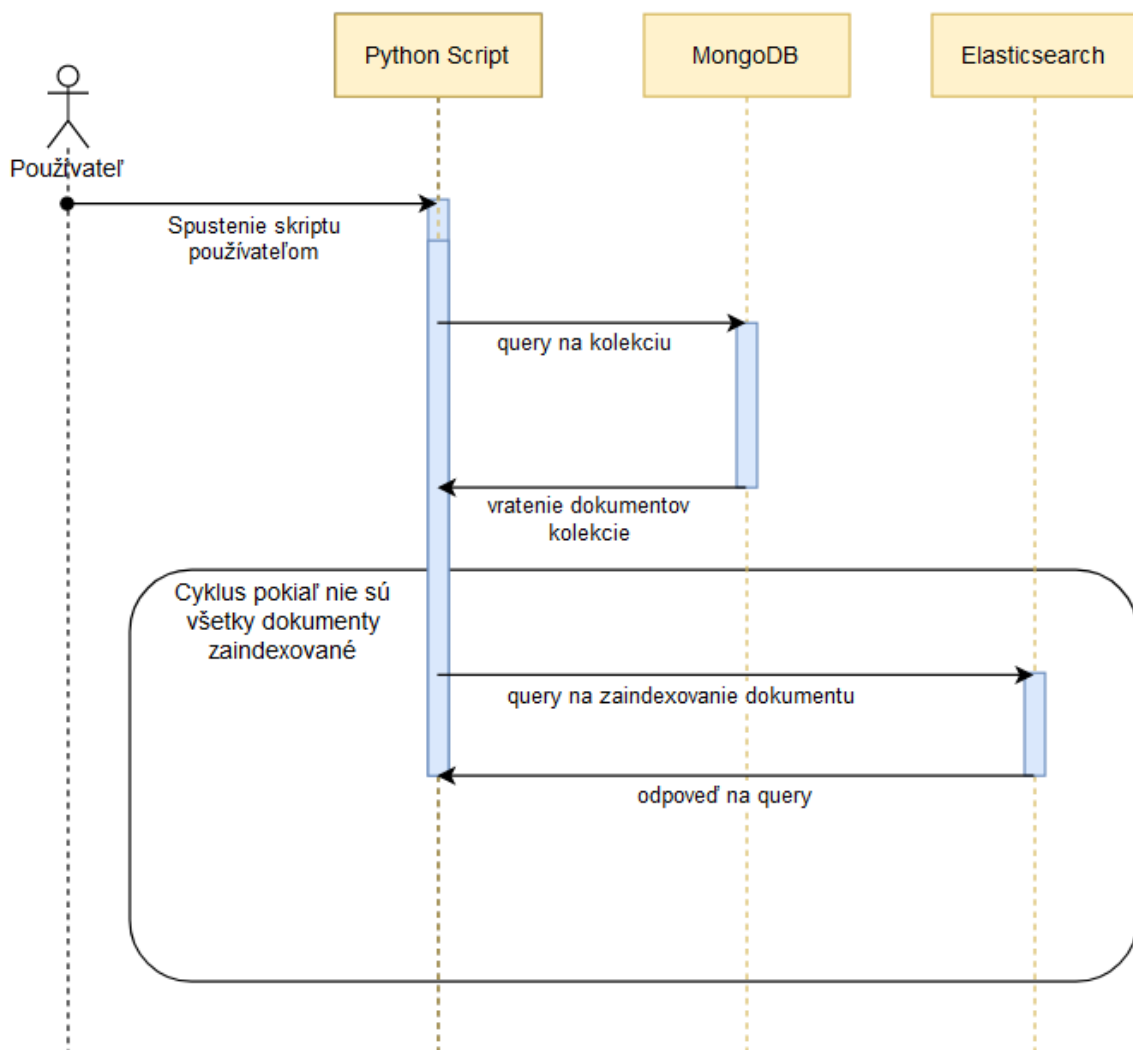 Python Script
MongoDB
Elasticsearch
Používateľ
Spustenie skriptu
používateľom
query na kolekciu
vratenie dokumentov
kolekcie
Cyklus pokiaľ nie sú
všetky dokumenty
zaindexované
query na zaindexovanie dokumentu
odpoveď na query